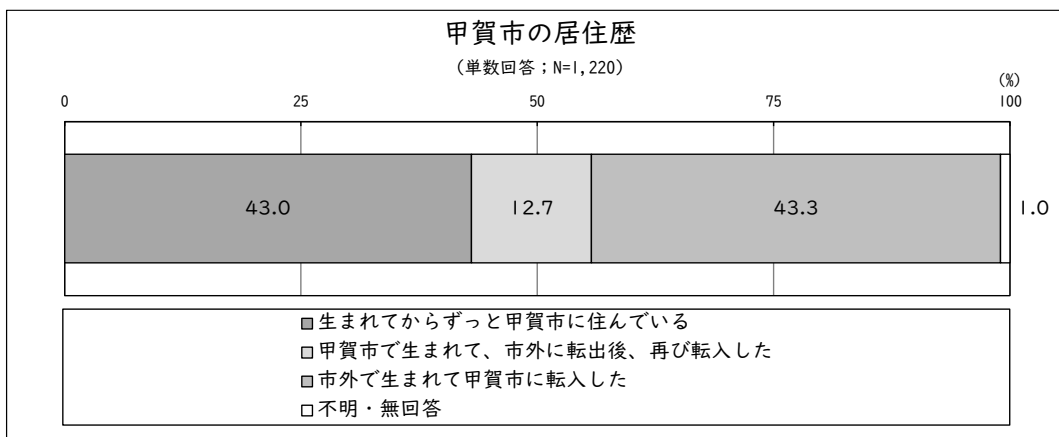 甲賀市の居住歴
(単数回答;N=1,220)
(%)
0 25 50 75 100
43.0 12.7 43.3 1.0
生まれてからずっと甲賀市に住んでいる
甲賀市で生まれて、市外に転出後、再び転入した
市外で生まれて甲賀市に転入した
不明・無回答